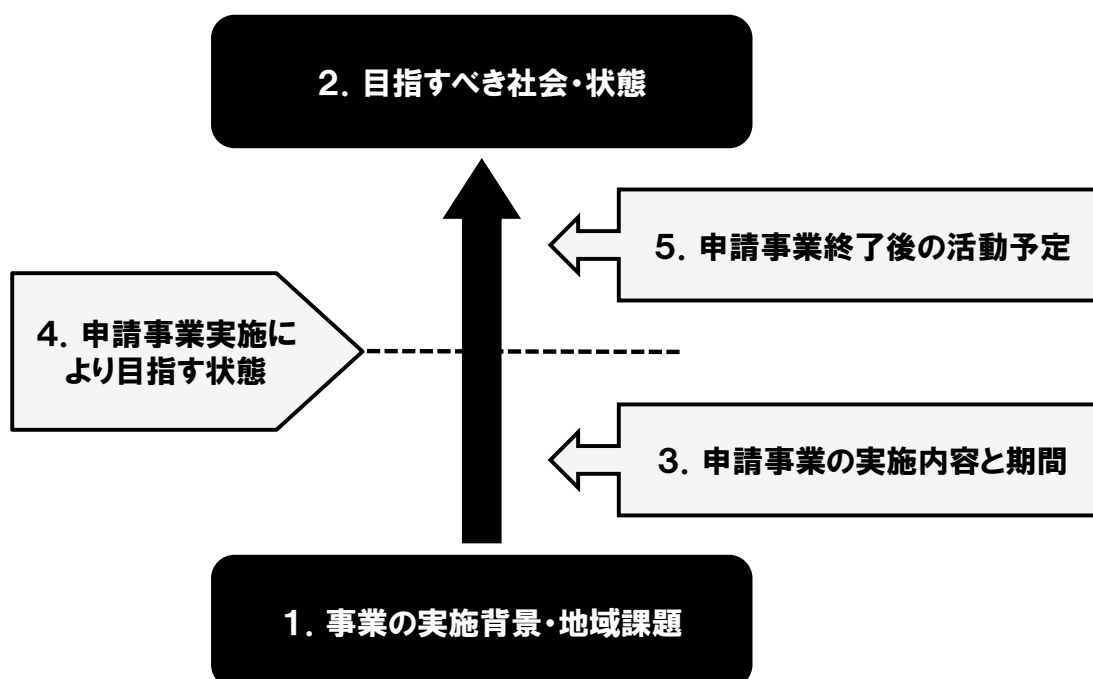 2. 目指すべき社会・状態
5. 申請事業終了後の活動予定
4. 申請事業実施に
より目指す状態
3. 申請事業の実施内容と期間
1. 事業の実施背景・地域課題